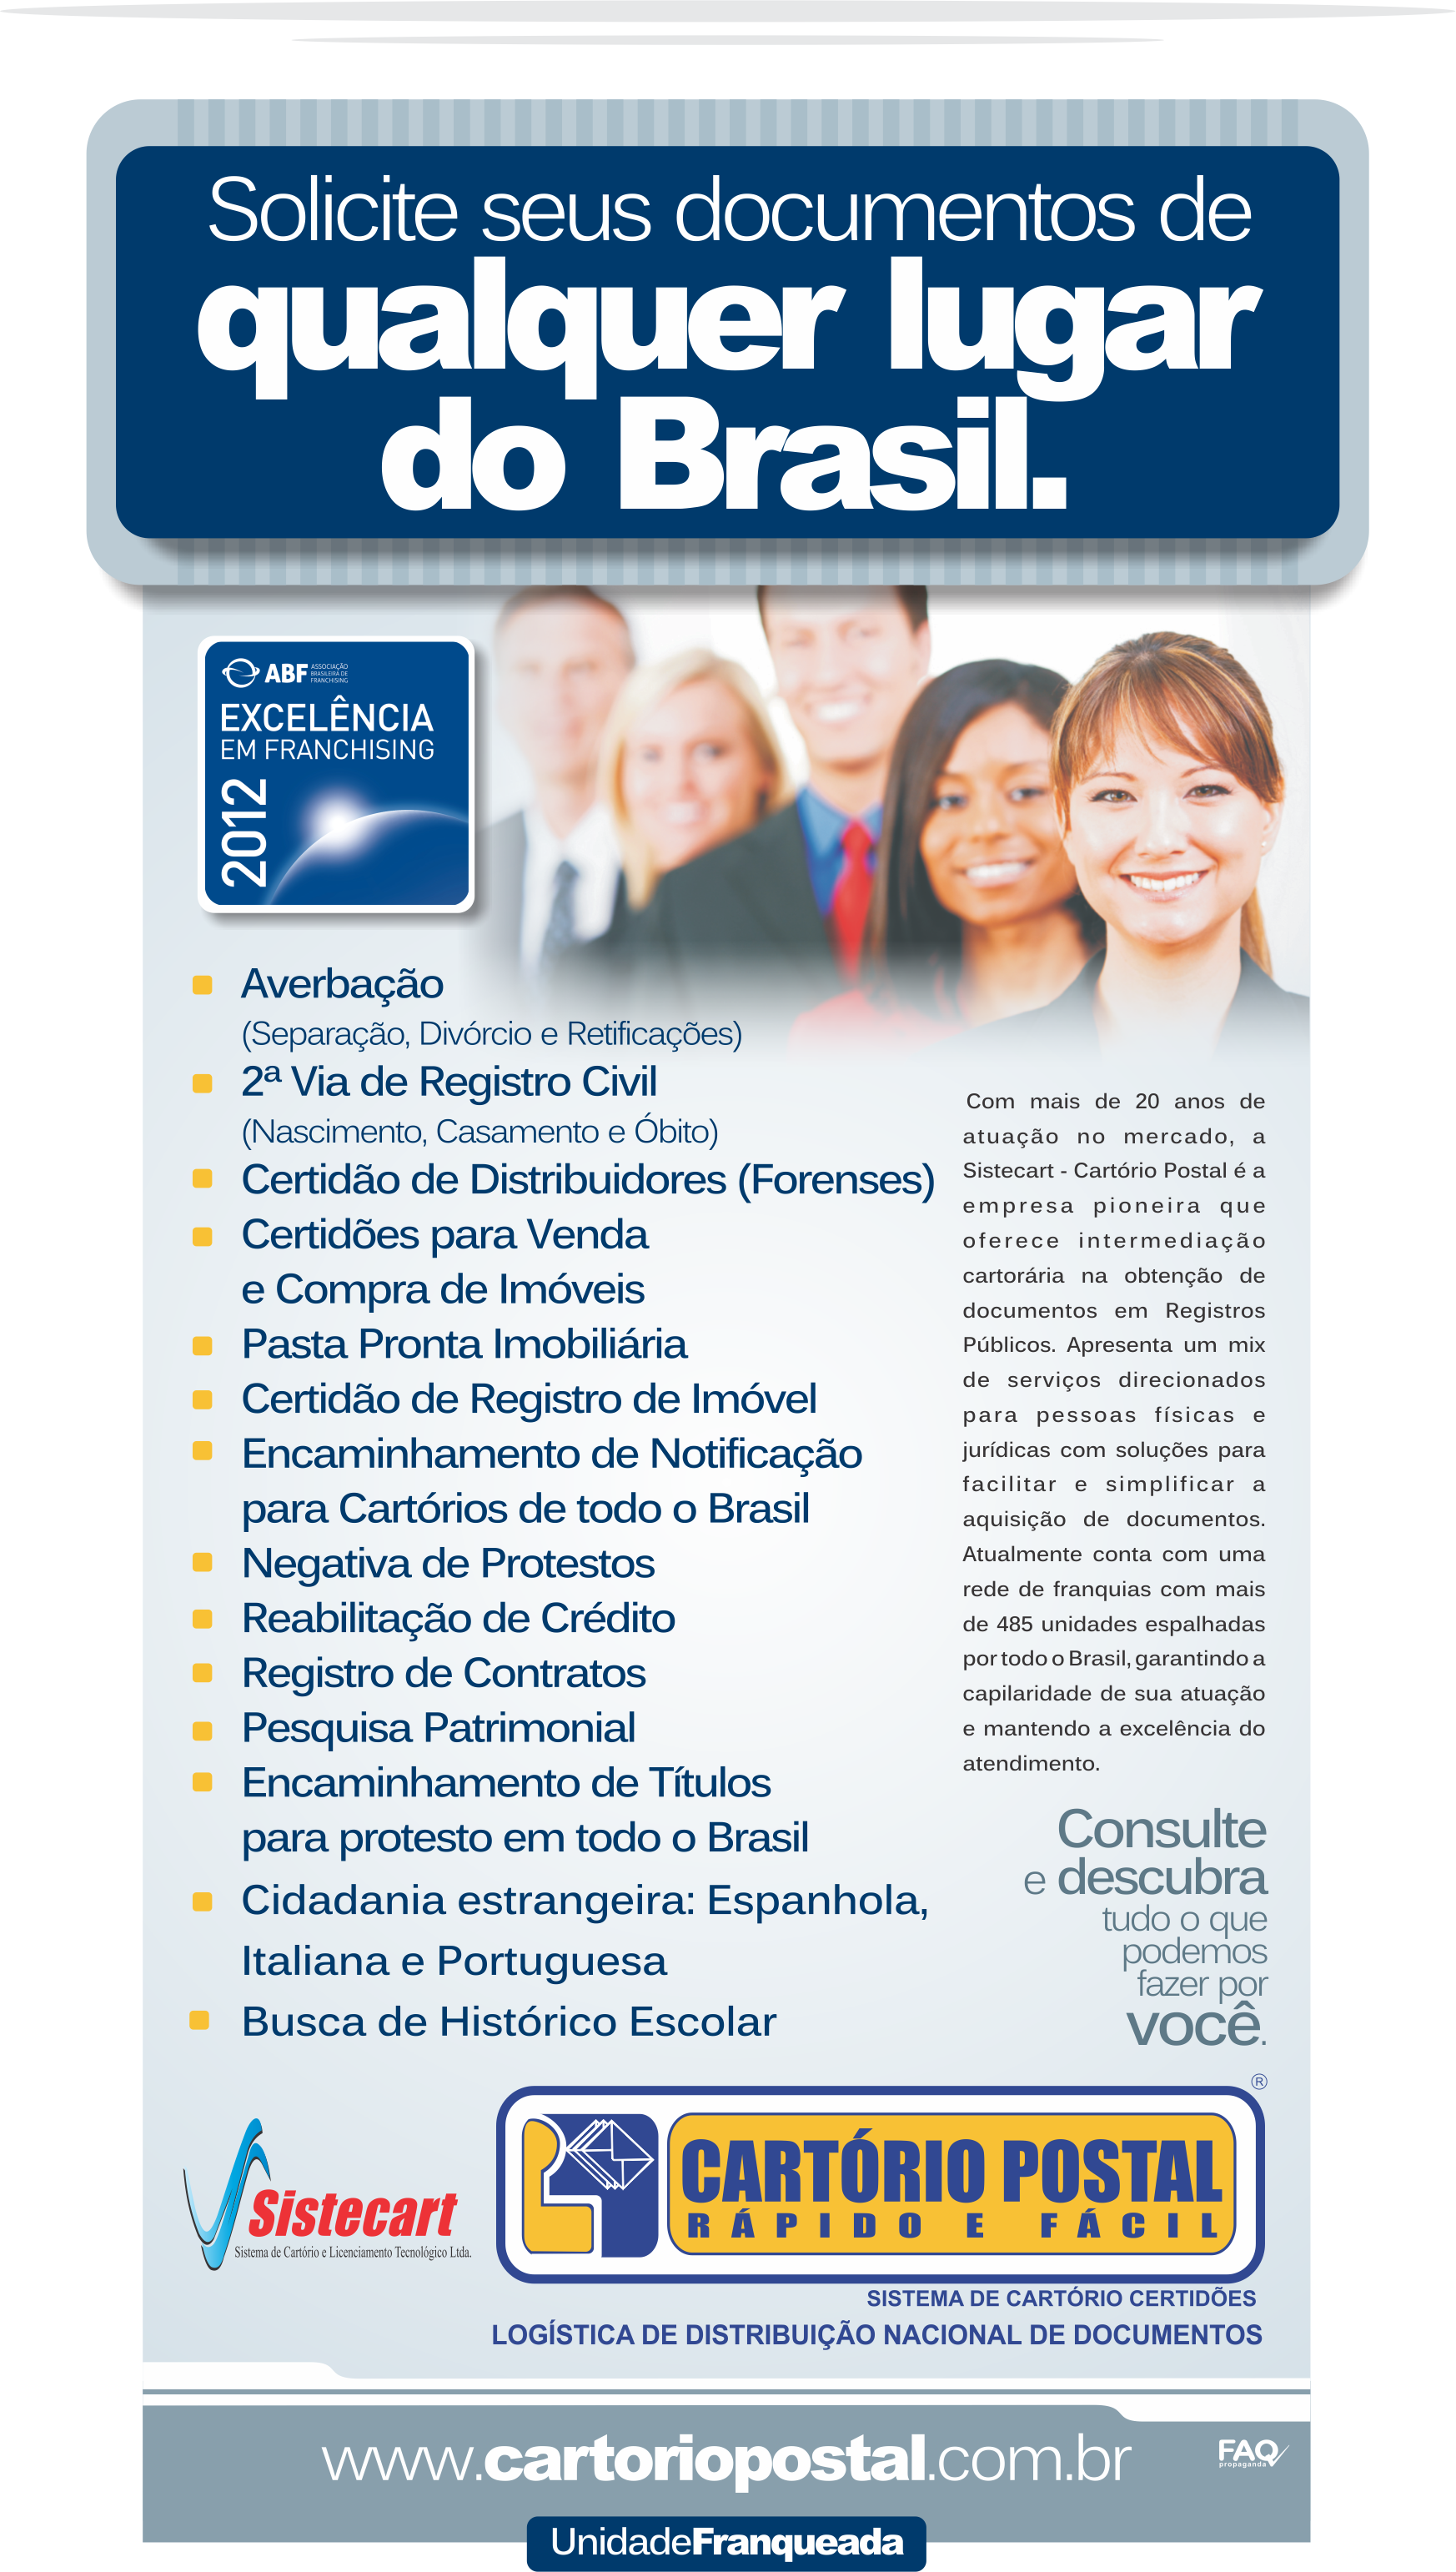 Solicite seus documentos de
qualquer lugar
do Brasil.
ABF ASSOCIAÇÃO
BRASILEIRA DE
FRANCHISING
EXCELÊNCIA
EM FRANCHISING
2012
Averbação
(Separação, Divórcio e Retificações)
2ª Via de Registro Civil
(Nascimento, Casamento e Óbito)
Certidão de Distribuidores (Forenses)
Certidões para Venda
e Compra de Imóveis
Pasta Pronta Imobiliária
Certidão de Registro de Imóvel
Encaminhamento de Notificação
para Cartórios de todo o Brasil
Negativa de Protestos
Reabilitação de Crédito
Registro de Contratos
Pesquisa Patrimonial
Encaminhamento de Títulos
para protesto em todo o Brasil
Cidadania estrangeira: Espanhola,
Italiana e Portuguesa
Busca de Histórico Escolar
Com mais de 20 anos de
atuação no mercado, a
Sistecart - Cartório Postal é a
empresa pioneira que
oferece intermediação
cartorária na obtenção de
documentos em Registros
Públicos. Apresenta um mix
de serviços direcionados
para pessoas físicas e
jurídicas com soluções para
facilitar e simplificar a
aquisição de documentos.
Atualmente conta com uma
rede de franquias com mais
de 485 unidades espalhadas
por todo o Brasil, garantindo a
capilaridade de sua atuação
e mantendo a excelência do
atendimento.
Consulte
e descubra
tudo o que
podemos
fazer por
você.
Sistecart
Sistema de Cartório e Licenciamento Tecnológico Ltda.
®
CARTÓRIO POSTAL
RÁPIDO E FÁCIL
SISTEMA DE CARTÓRIO CERTIDÕES
LOGÍSTICA DE DISTRIBUIÇÃO NACIONAL DE DOCUMENTOS
www.cartoriopostal.com.br
FAQ
propaganda
UnidadeFranqueada